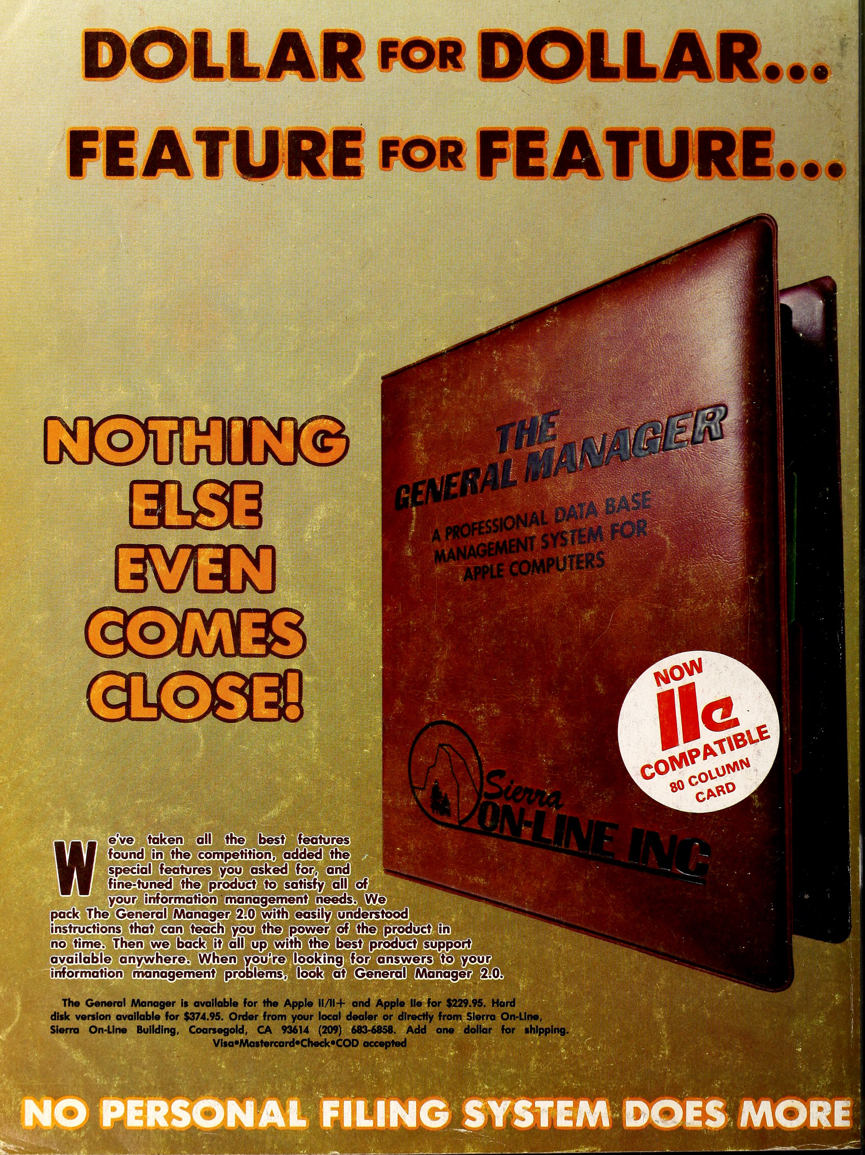 DOLLAR FOR DOLLAR...
FEATURE FOR FEATURE...
NOTHING
ELSE
EVEN
COMES
CLOSE!
THE
GENERAL MANAGER
A PROFESSIONAL DATA BASE
MANAGEMENT SYSTEM FOR
APPLE COMPUTERS
NOW
IIe
COMPATIBLE
80 COLUMN
CARD
Sierra
ON-LINE INC
We've taken all the best features
found in the competition, added the
special features you asked for, and
fine-tuned the product to satisfy all of
your information management needs. We
pack The General Manager 2.0 with easily understood
instructions that can teach you the power of the product in
no time. Then we back it all up with the best product support
available anywhere. When you're looking for answers to your
information management problems, look at General Manager 2.0.
The General Manager is available for the Apple II/II+ and Apple IIe for $229.95. Hard
disk version available for $374.95. Order from your local dealer or directly from Sierra On-Line,
Sierra On-Line Building, Coarsegold, CA 93614 (209) 683-6858. Add one dollar for shipping.
Visa•Mastercard•Check•COD accepted
NO PERSONAL FILING SYSTEM DOES MORE